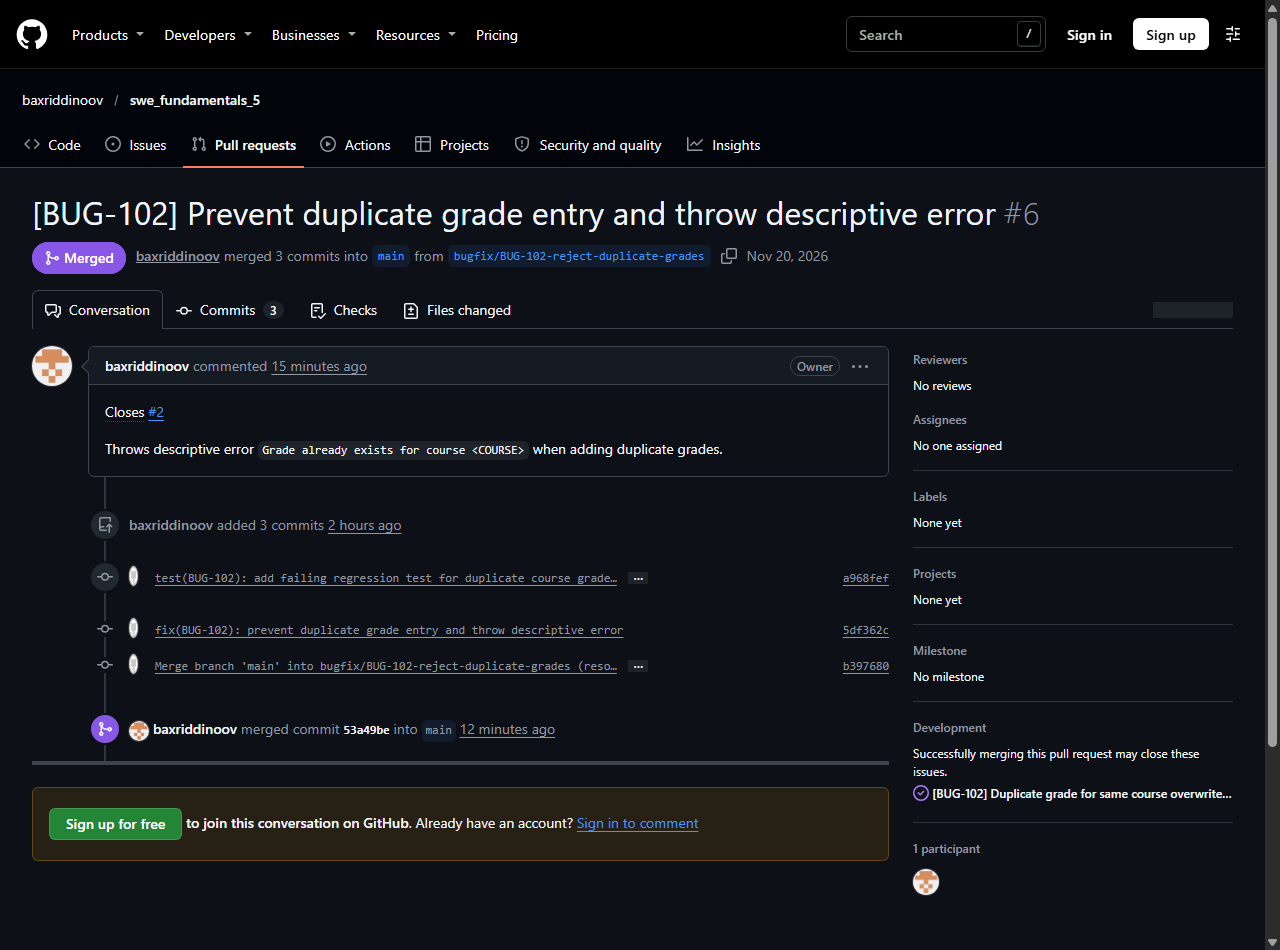 Products Developers Businesses Resources Pricing Search / Sign in Sign up
baxriddinoov / swe_fundamentals_5
Code Issues Pull requests Actions Projects Security and quality Insights
[BUG-102] Prevent duplicate grade entry and throw descriptive error #6
Merged baxriddinoov merged 3 commits into main from bugfix/BUG-102-reject-duplicate-grades Nov 20, 2026
Conversation Commits 3 Checks Files changed
baxriddinoov commented 15 minutes ago Owner ...
Closes #2
Throws descriptive error Grade already exists for course <COURSE> when adding duplicate grades.
baxriddinoov added 3 commits 2 hours ago
test(BUG-102): add failing regression test for duplicate course grade… ... a968fef
fix(BUG-102): prevent duplicate grade entry and throw descriptive error 5df362c
Merge branch 'main' into bugfix/BUG-102-reject-duplicate-grades (reso… ... b397680
baxriddinoov merged commit 53a49be into main 12 minutes ago
Sign up for free to join this conversation on GitHub. Already have an account? Sign in to comment
Reviewers
No reviews
Assignees
No one assigned
Labels
None yet
Projects
None yet
Milestone
No milestone
Development
Successfully merging this pull request may close these
issues.
[BUG-102] Duplicate grade for same course overwrite...
1 participant